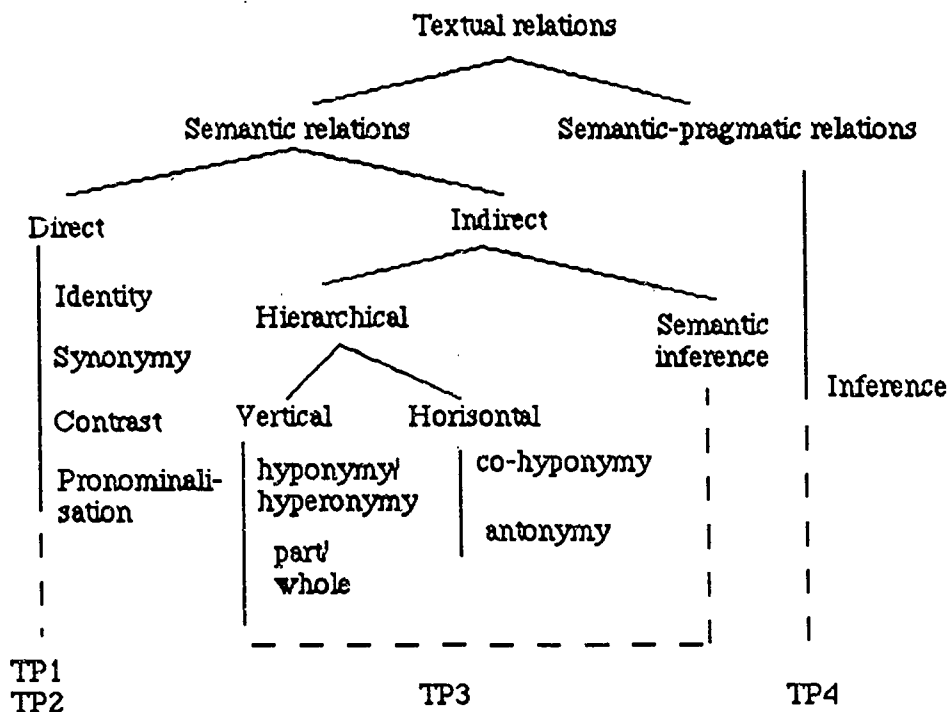 Textual relations
Semantic relations
Semantic-pragmatic relations
Direct
Indirect
Identity
Hierarchical
Semantic
inference
Synonymy
Inference
Contrast
Vertical
Horisontal
Pronominali-
sation
hyponymy/
hyperonymy
co-hyponymy
antonymy
part/
whole
TP1
TP2
TP3
TP4